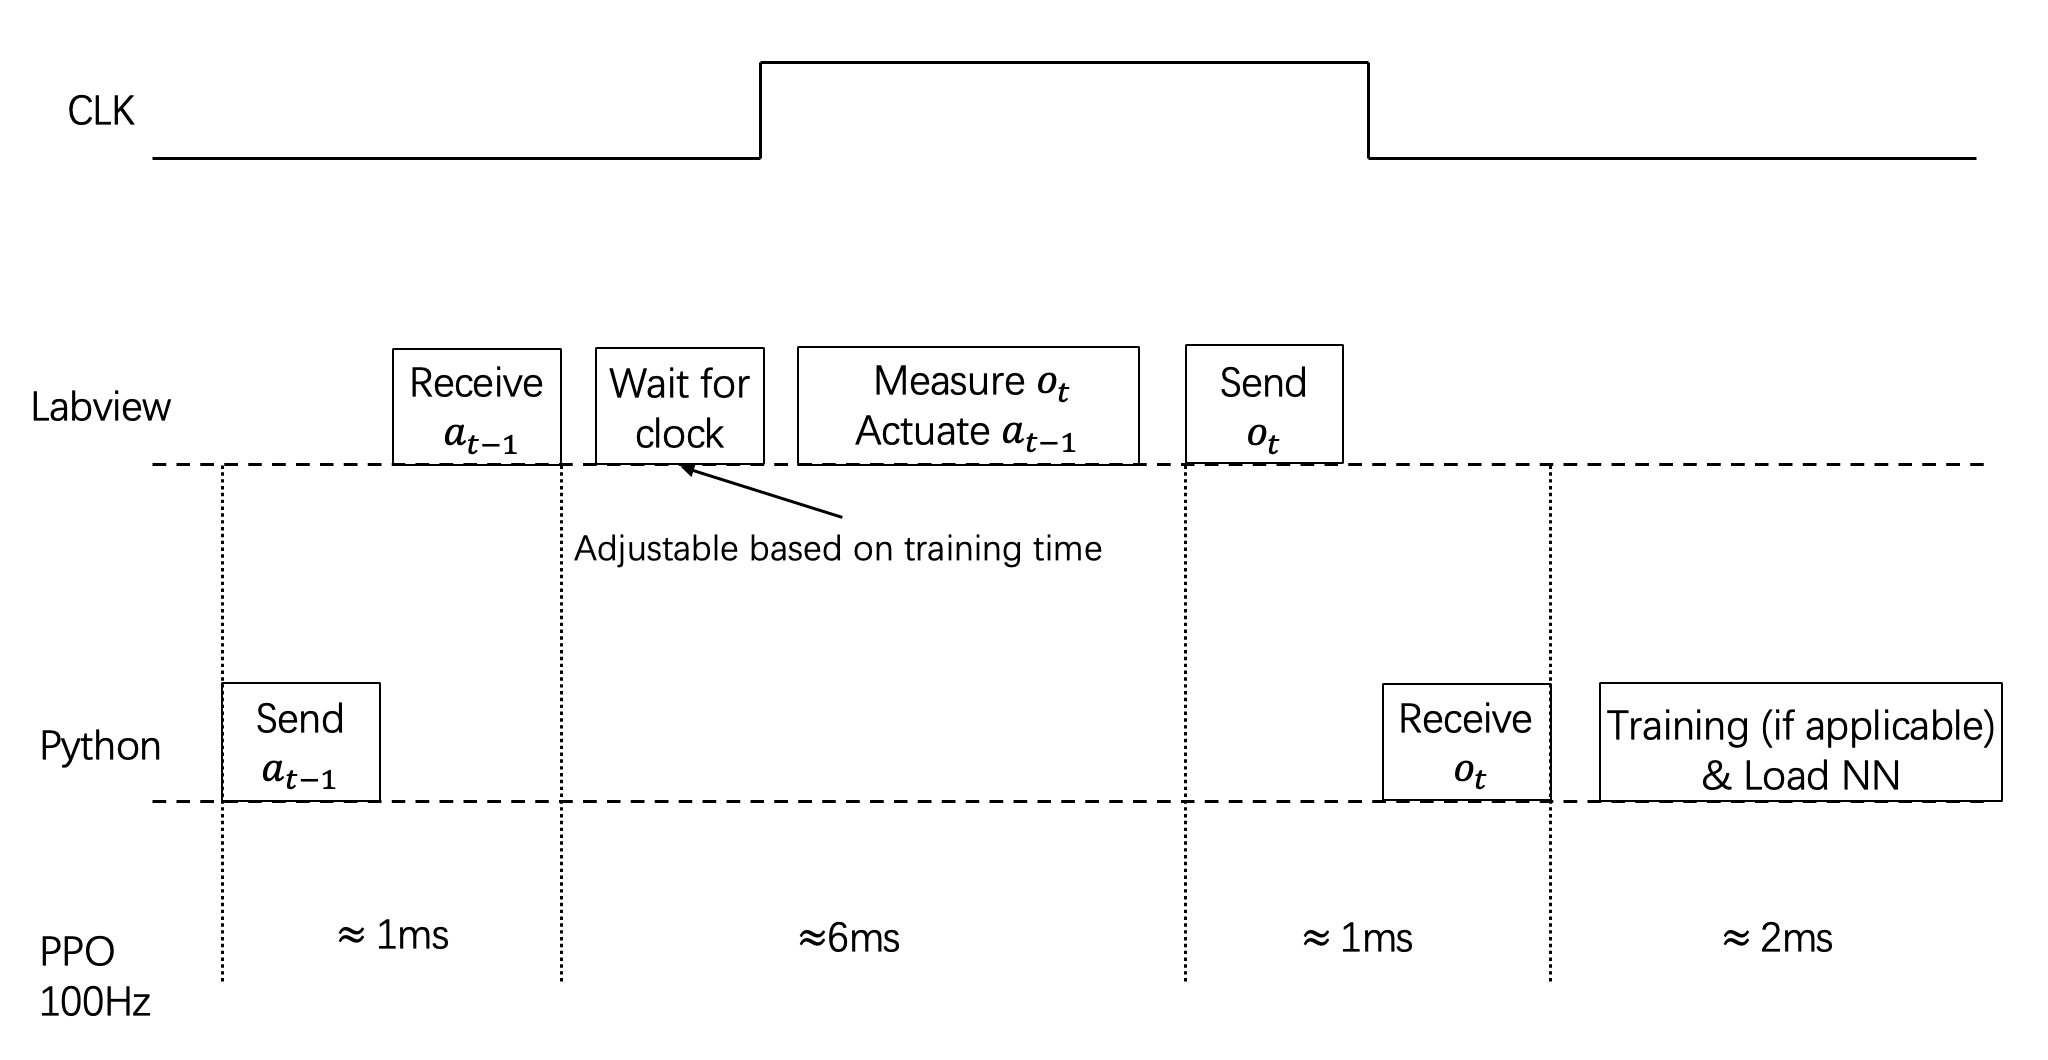 CLK
Labview
Receive
a_{t−1}
Wait for
clock
Measure o_t
Actuate a_{t−1}
Send
o_t
Adjustable based on training time
Python
Send
a_{t−1}
Receive
o_t
Training (if applicable)
& Load NN
PPO
100Hz
≈ 1ms
≈6ms
≈ 1ms
≈ 2ms